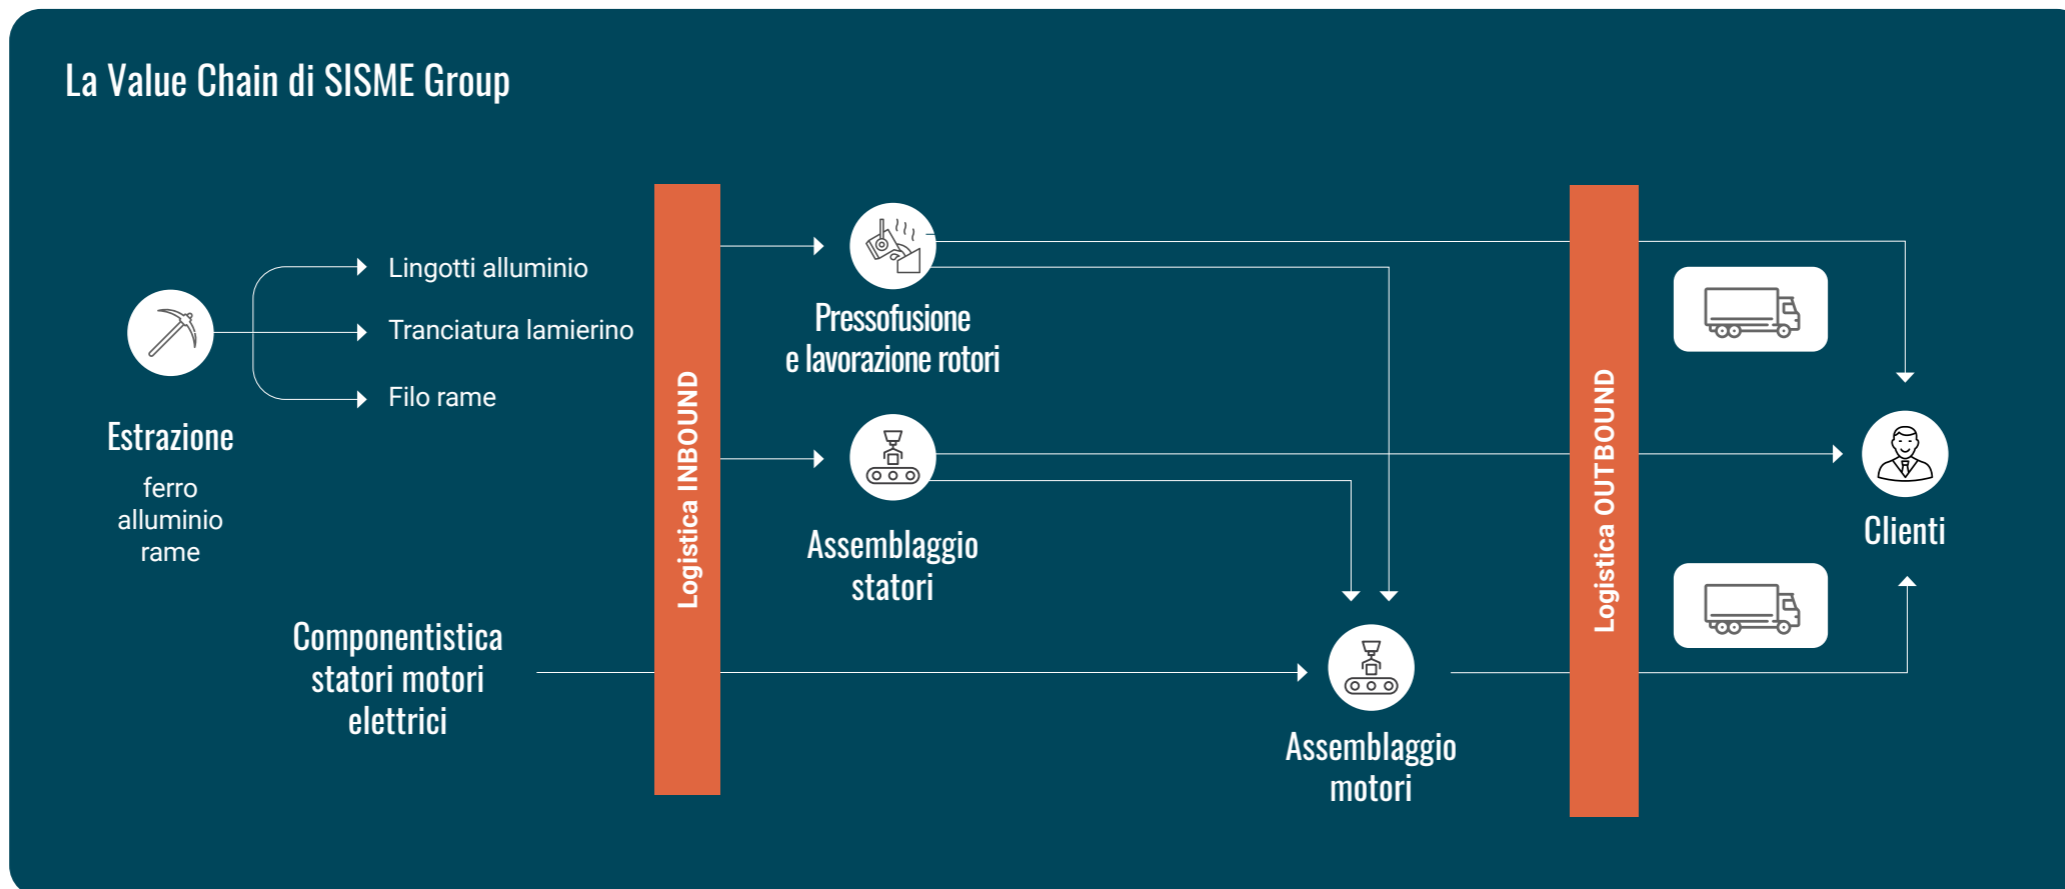 La Value Chain di SISME Group
Lingotti alluminio
Tranciatura lamierino
Filo rame
Estrazione
ferro
alluminio
rame
Componentistica
statori motori
elettrici
Logistica INBOUND
Pressofusione
e lavorazione rotori
Assemblaggio
statori
Assemblaggio
motori
Logistica OUTBOUND
Clienti